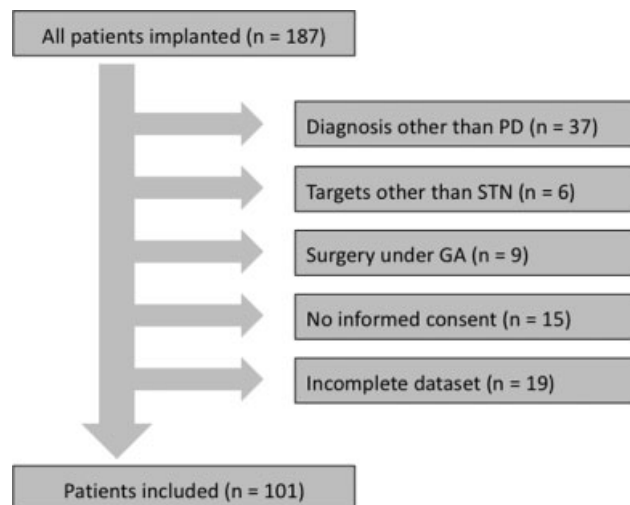 All patients implanted (n = 187)
Diagnosis other than PD (n = 37)
Targets other than STN (n = 6)
Surgery under GA (n = 9)
No informed consent (n = 15)
Incomplete dataset (n = 19)
Patients included (n = 101)